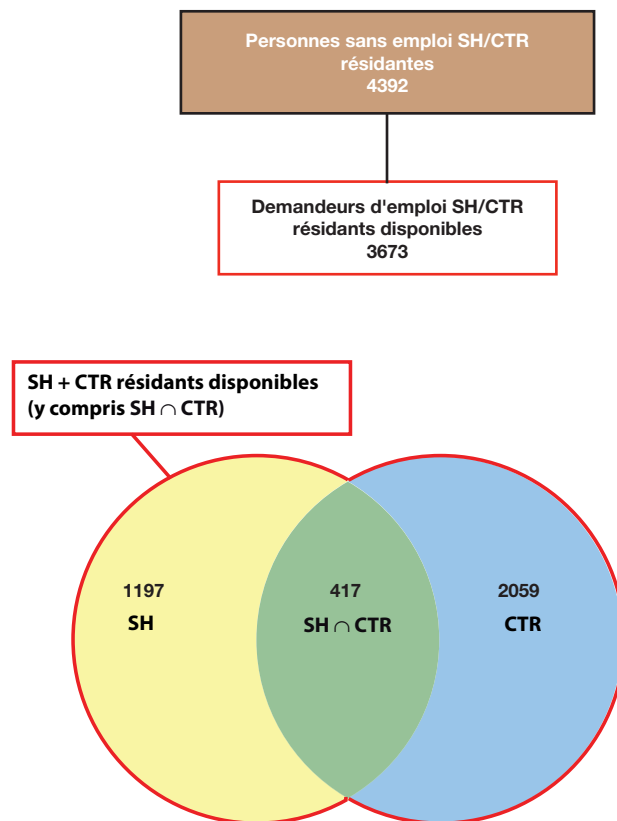 Personnes sans emploi SH/CTR
résidantes
4392
Demandeurs d'emploi SH/CTR
résidants disponibles
3673
SH + CTR résidants disponibles
(y compris SH ∩ CTR)
1197
SH
417
SH ∩ CTR
2059
CTR